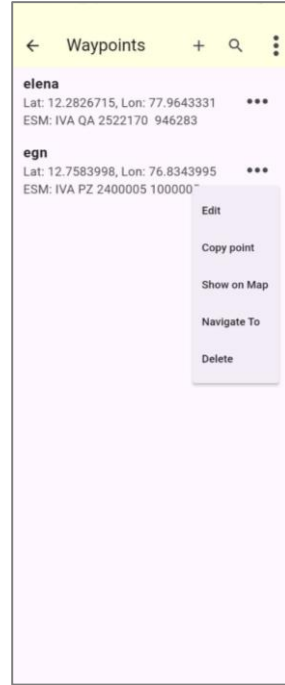 Waypoints
elena
Lat: 12.2826715, Lon: 77.9643331
ESM: IVA QA 2522170 946283
egn
Lat: 12.7583998, Lon: 76.8343995
ESM: IVA PZ 2400005 100000
Edit
Copy point
Show on Map
Navigate To
Delete